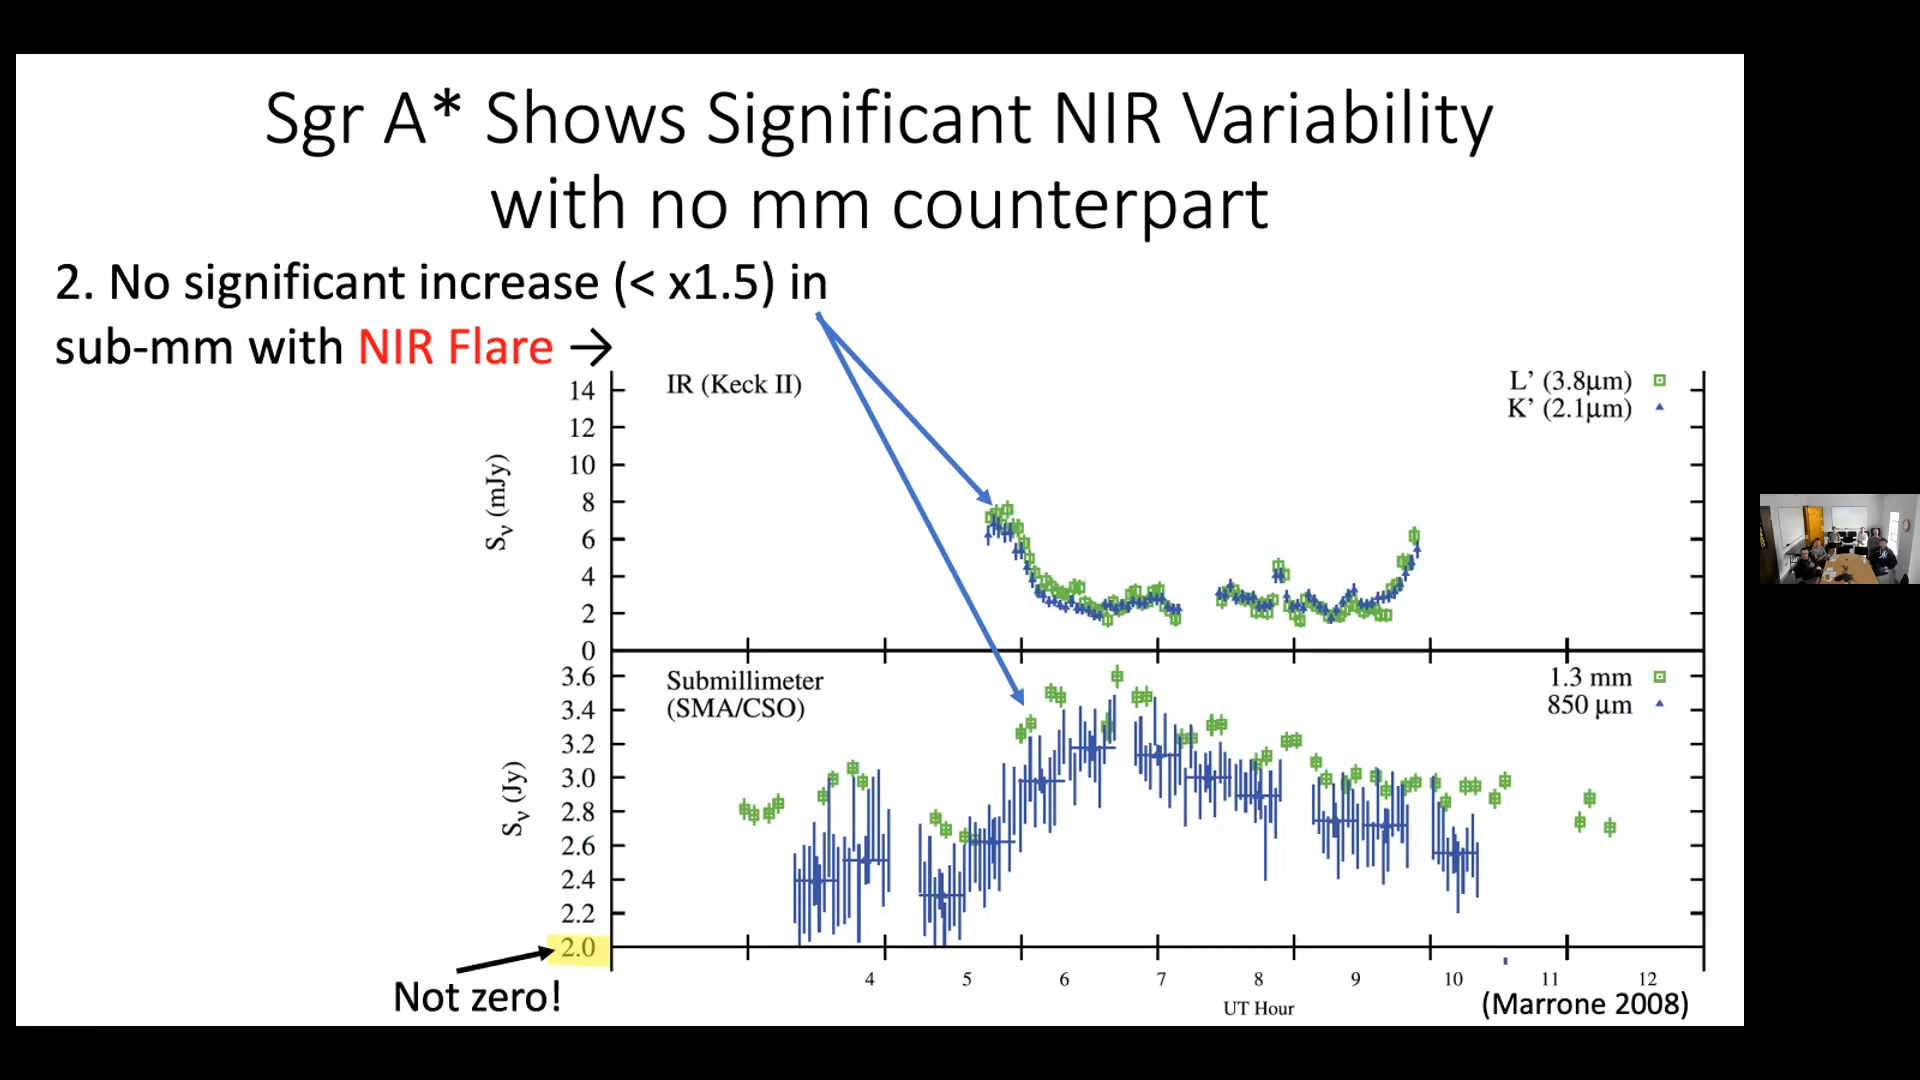 Sgr A* Shows Significant NIR Variability
with no mm counterpart
2. No significant increase (< x1.5) in
sub-mm with NIR Flare →
IR (Keck II)
L’ (3.8μm)
K’ (2.1μm)
14
12
10
8
6
4
2
0
Sν (mJy)
Submillimeter
(SMA/CSO)
1.3 mm
850 μm
3.6
3.4
3.2
3.0
2.8
2.6
2.4
2.2
2.0
Sν (Jy)
Not zero!
4 5 6 7 8 9 10 11 12
UT Hour
(Marrone 2008)